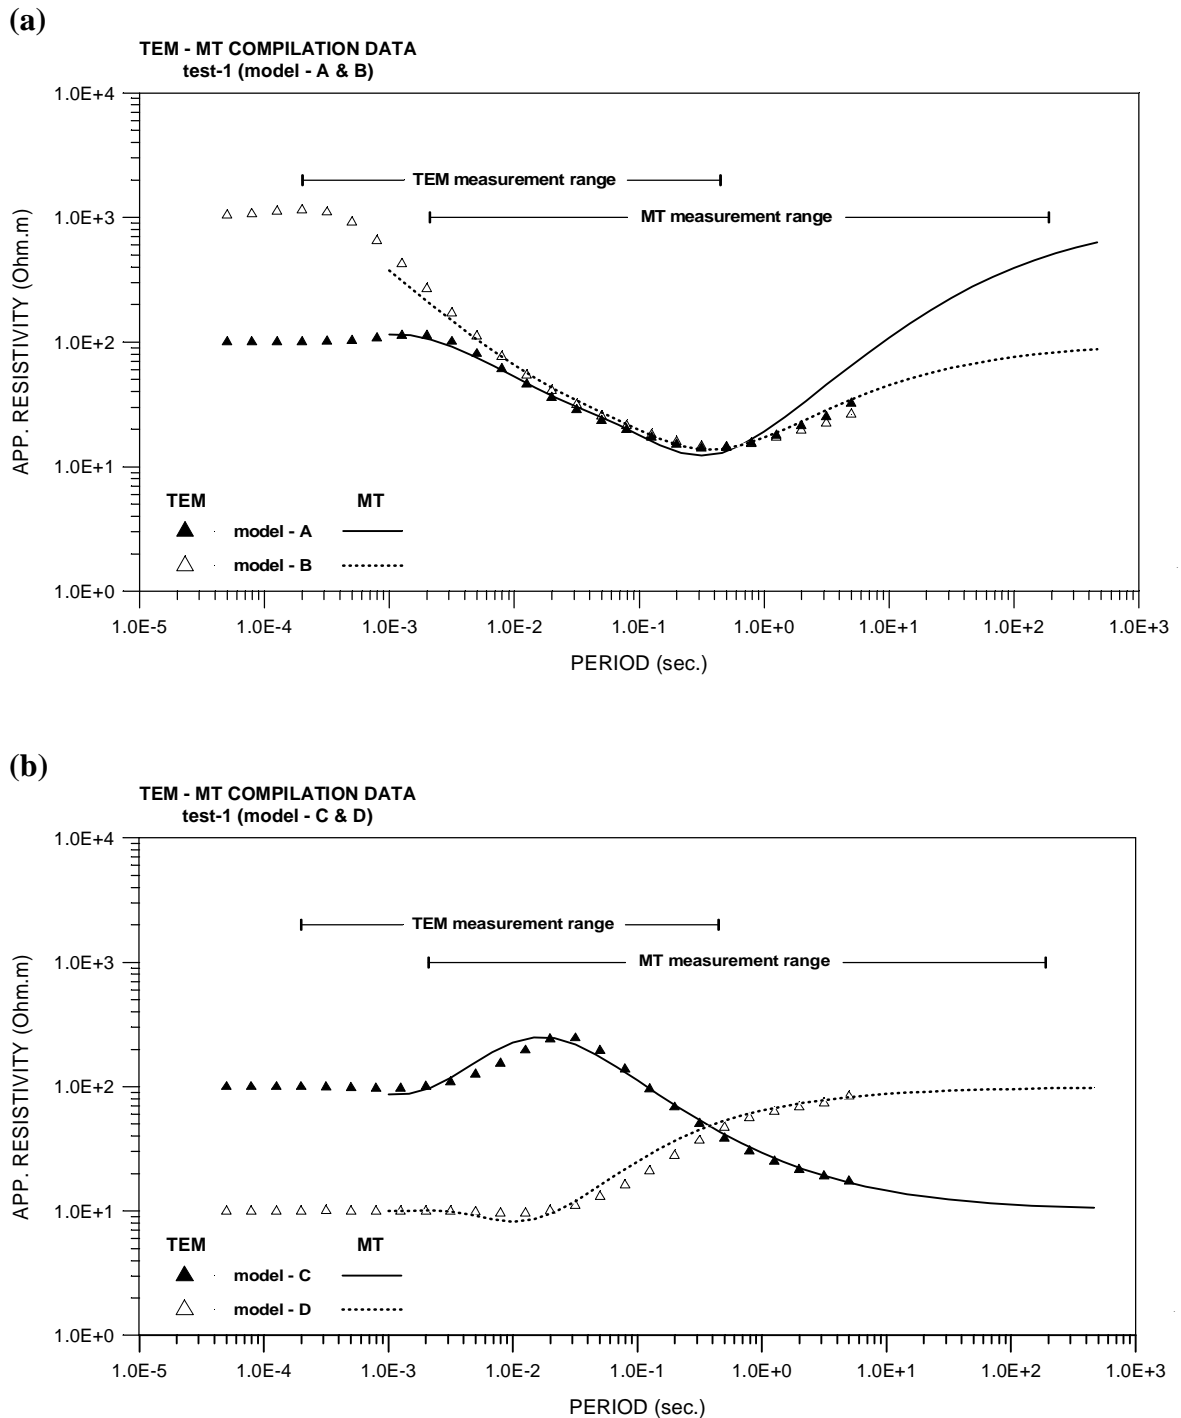 (a)
TEM - MT COMPILATION DATA
test-1 (model - A & B)
1.0E+4
TEM measurement range
1.0E+3
MT measurement range
1.0E+2
APP. RESISTIVITY (Ohm.m)
1.0E+1
TEM MT
model - A
model - B
1.0E+0
1.0E-5 1.0E-4 1.0E-3 1.0E-2 1.0E-1 1.0E+0 1.0E+1 1.0E+2 1.0E+3
PERIOD (sec.)
(b)
TEM - MT COMPILATION DATA
test-1 (model - C & D)
1.0E+4
TEM measurement range
1.0E+3
MT measurement range
1.0E+2
APP. RESISTIVITY (Ohm.m)
1.0E+1
TEM MT
model - C
model - D
1.0E+0
1.0E-5 1.0E-4 1.0E-3 1.0E-2 1.0E-1 1.0E+0 1.0E+1 1.0E+2 1.0E+3
PERIOD (sec.)